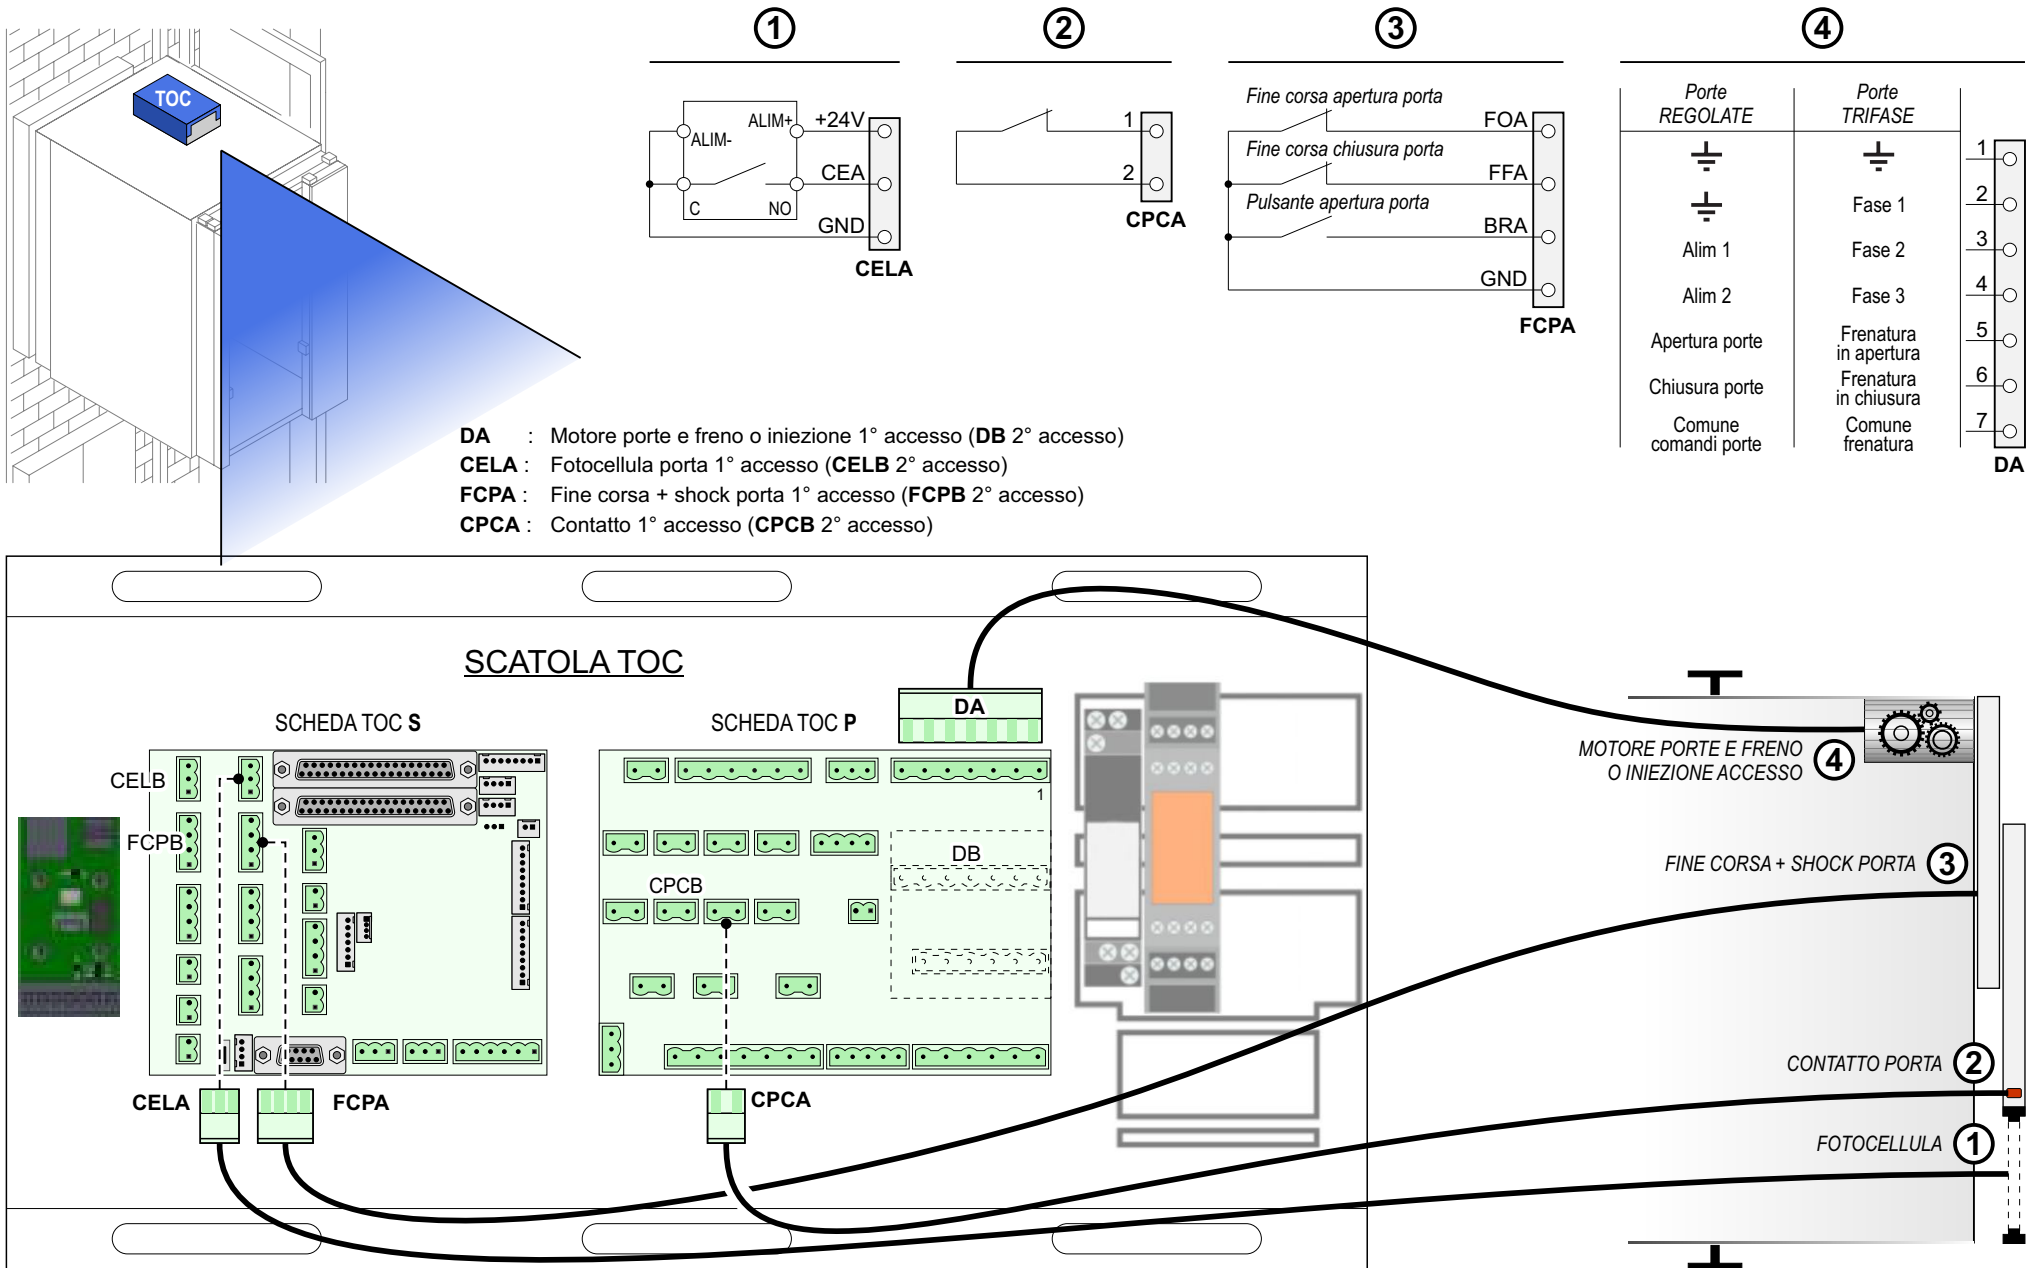 1
2
3
4
TOC
ALIM+
ALIM-
C
NO
+24V
CEA
GND
CELA
1
2
CPCA
Fine corsa apertura porta
Fine corsa chiusura porta
Pulsante apertura porta
FOA
FFA
BRA
GND
FCPA
Porte
REGOLATE
Porte
TRIFASE
1
Fase 1
2
Alim 1
Fase 2
3
Alim 2
Fase 3
4
Apertura porte
Frenatura
in apertura
5
Chiusura porte
Frenatura
in chiusura
6
Comune
comandi porte
Comune
frenatura
7
DA
DA : Motore porte e freno o iniezione 1° accesso (DB 2° accesso)
CELA : Fotocellula porta 1° accesso (CELB 2° accesso)
FCPA : Fine corsa + shock porta 1° accesso (FCPB 2° accesso)
CPCA : Contatto 1° accesso (CPCB 2° accesso)
SCATOLA TOC
SCHEDA TOC S
SCHEDA TOC P
DA
CELB
FCPB
1
DB
CPCB
CELA
FCPA
CPCA
MOTORE PORTE E FRENO
O INIEZIONE ACCESSO
4
FINE CORSA + SHOCK PORTA 3
CONTATTO PORTA 2
FOTOCELLULA 1